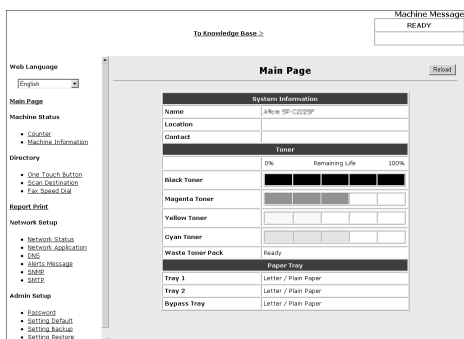 Machine Message
READY
To Knowledge Base >
Web Language
English
Main Page
Machine Status
Counter
Machine Information
Directory
One Touch Button
Scan Destination
Fax Speed Dial
Report Print
Network Setup
Network Status
Network Application
DNS
Alerts Message
SNMP
SMTP
Admin Setup
Password
Setting Default
Setting Backup
Setting Restore
Main Page
Reload
System Information
Name
Location
Contact
Toner
0% Remaining Life 100%
Black Toner
Magenta Toner
Yellow Toner
Cyan Toner
Waste Toner Pack Ready
Paper Tray
Tray 1 Letter / Plain Paper
Tray 2 Letter / Plain Paper
Bypass Tray Letter / Plain Paper